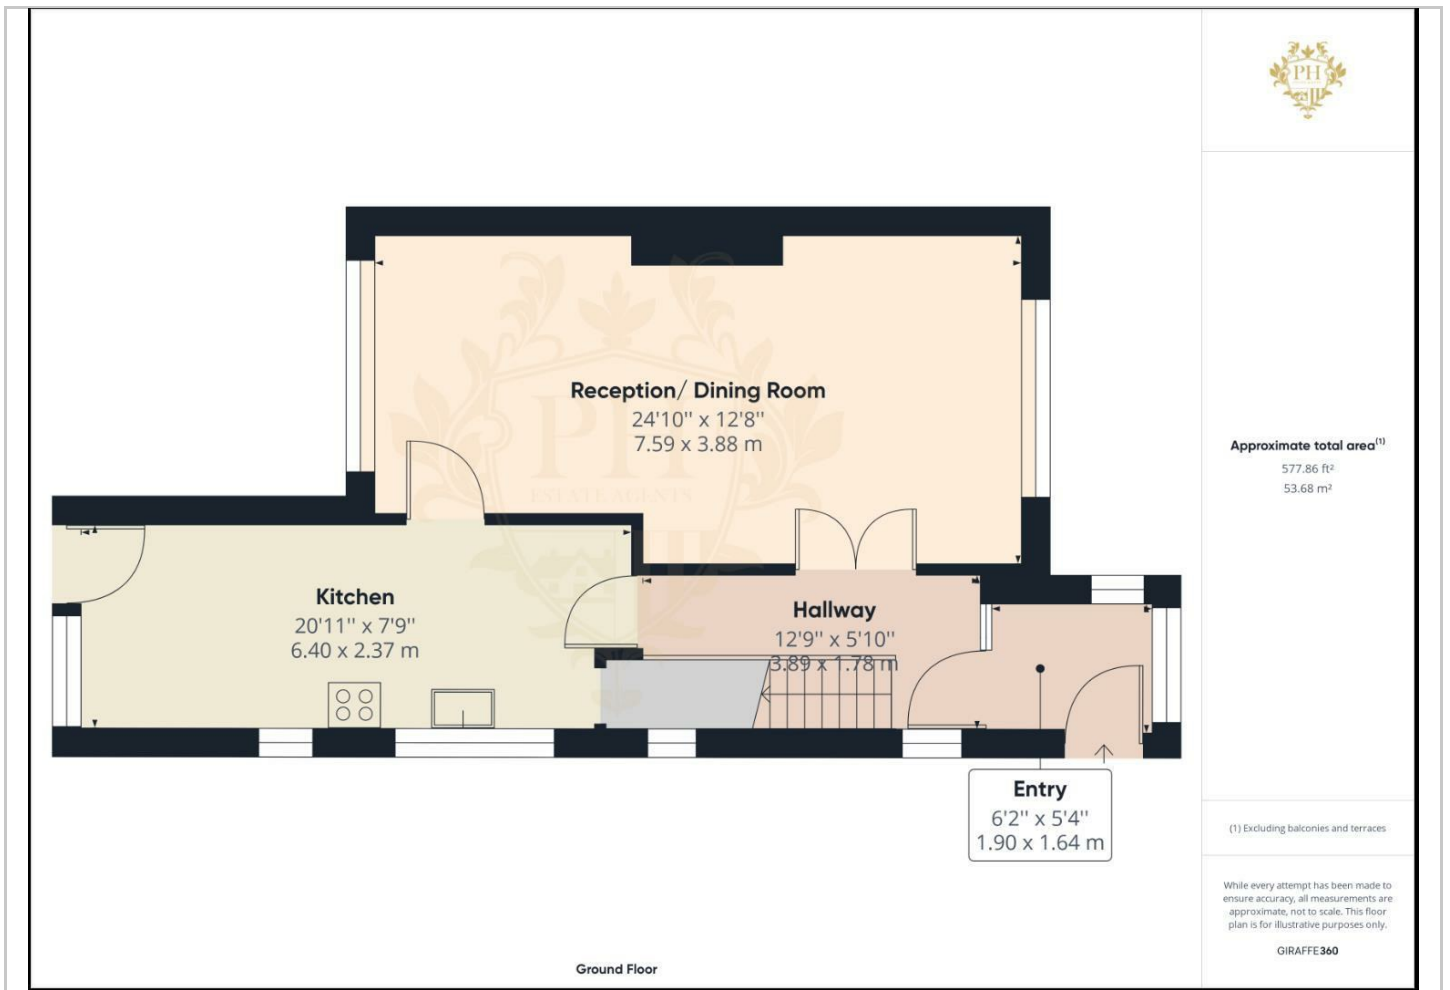 PH
Reception/ Dining Room
24'10" x 12'8"
7.59 x 3.88 m
PH
ESTATE AGENTS
Kitchen
20'11" x 7'9"
6.40 x 2.37 m
Hallway
12'9" x 5'10"
3.89 x 1.78 m
Entry
6'2" x 5'4"
1.90 x 1.64 m
Ground Floor
Approximate total area(1)
577.86 ft²
53.68 m²
(1) Excluding balconies and terraces
While every attempt has been made to
ensure accuracy, all measurements are
approximate, not to scale. This floor
plan is for illustrative purposes only.
GIRAFFE360